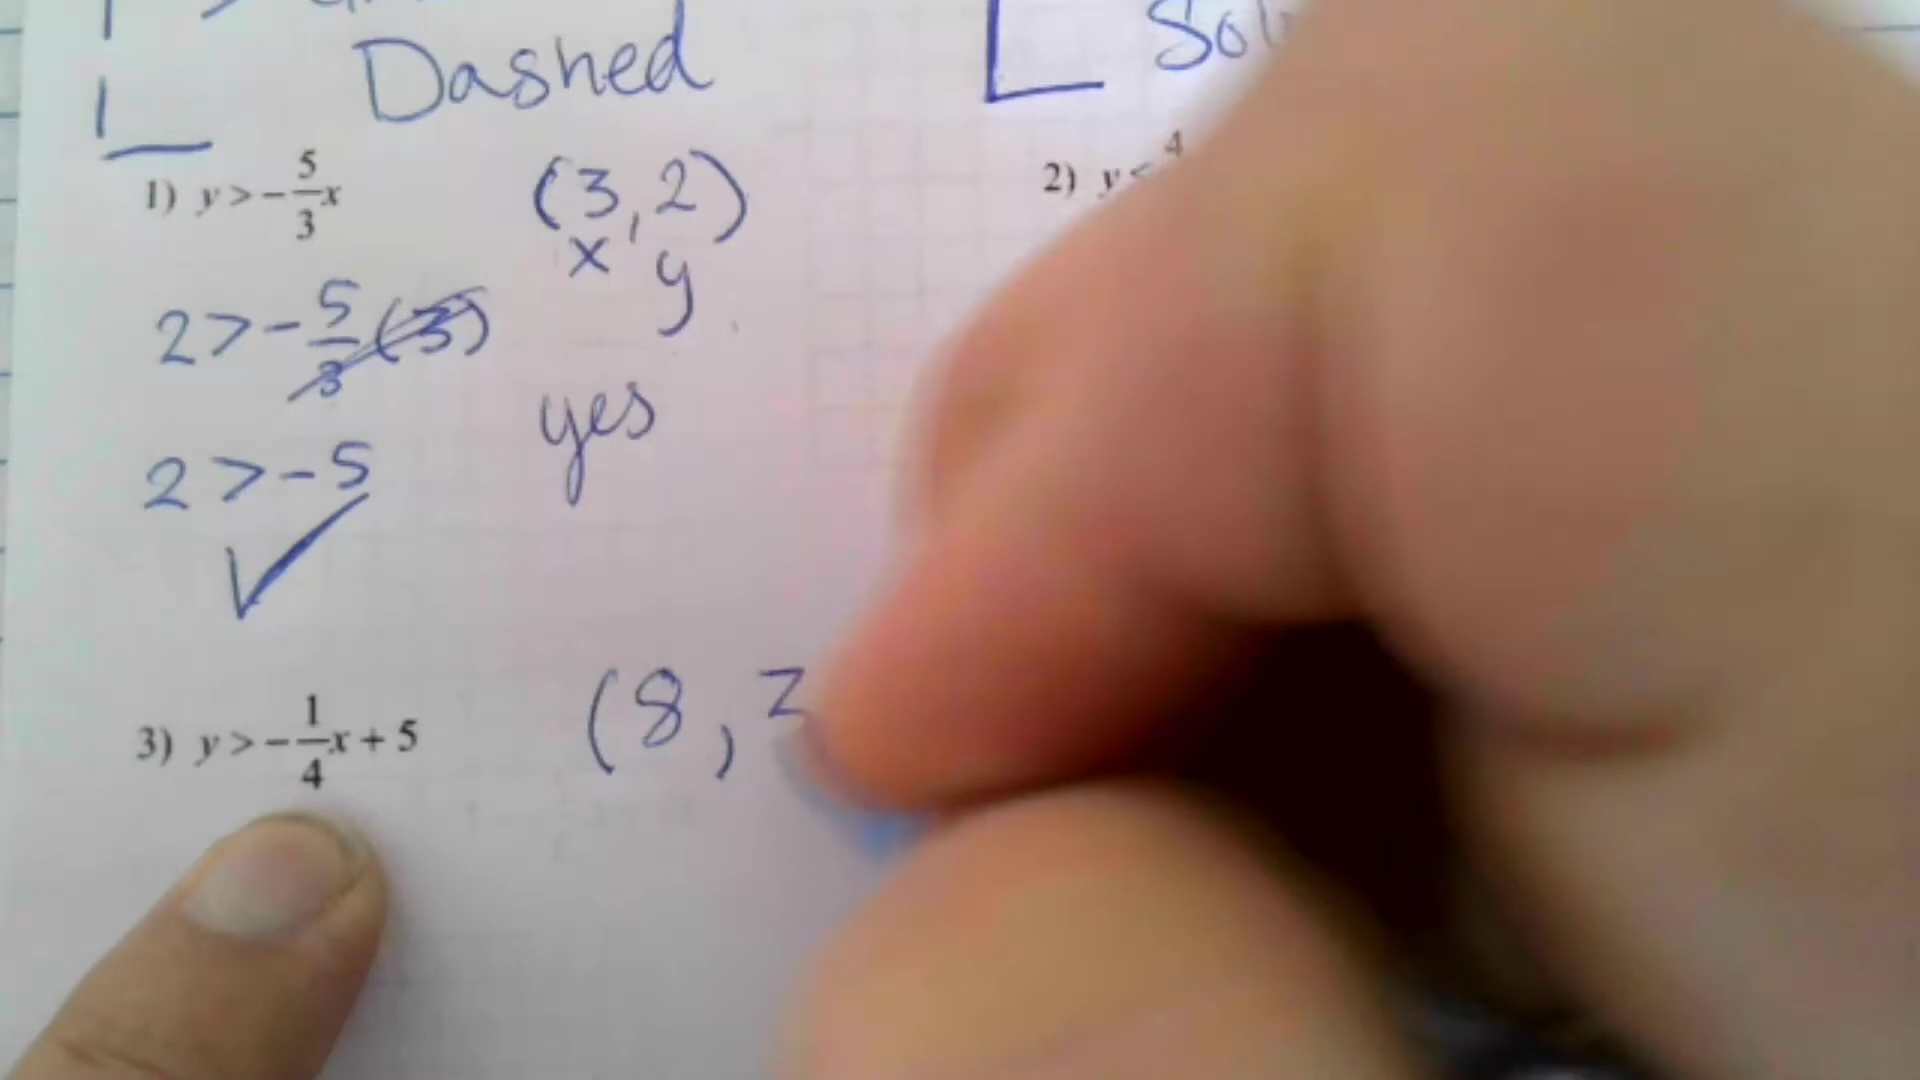 Dashed
1) y > -5/3 x
(3, 2)
x, y
2 > -5/3 (3)
yes
2 > -5
2) y <
3) y > -1/4 x + 5
(8, 3